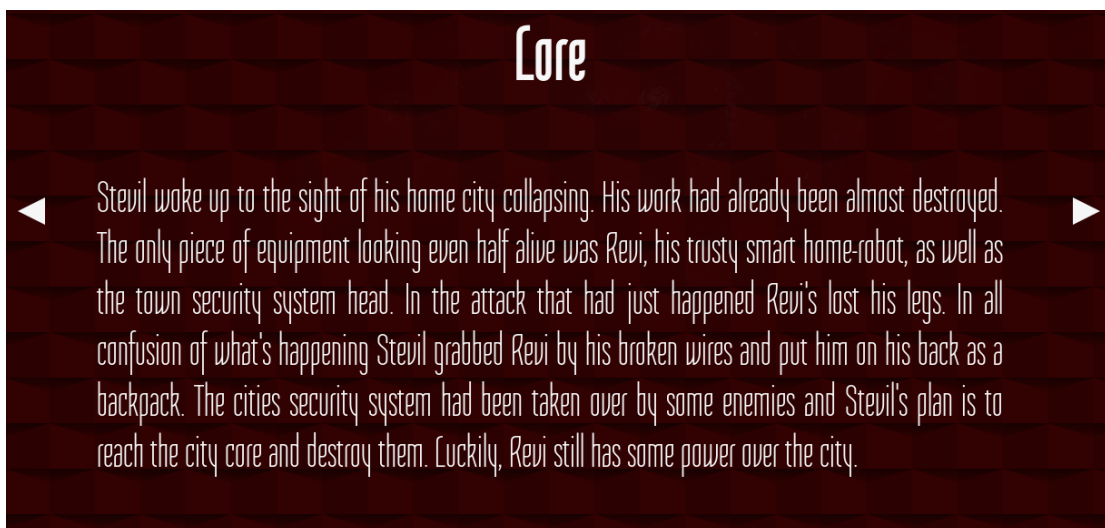 Core
Stevil woke up to the sight of his home city collapsing. His work had already been almost destroyed.
The only piece of equipment looking even half alive was Revi, his trusty smart home-robot, as well as
the town security system head. In the attack that had just happened Revi's lost his legs. In all
confusion of what's happening Stevil grabbed Revi by his broken wires and put him on his back as a
backpack. The cities security system had been taken over by some enemies and Stevil's plan is to
reach the city core and destroy them. Luckily, Revi still has some power over the city.